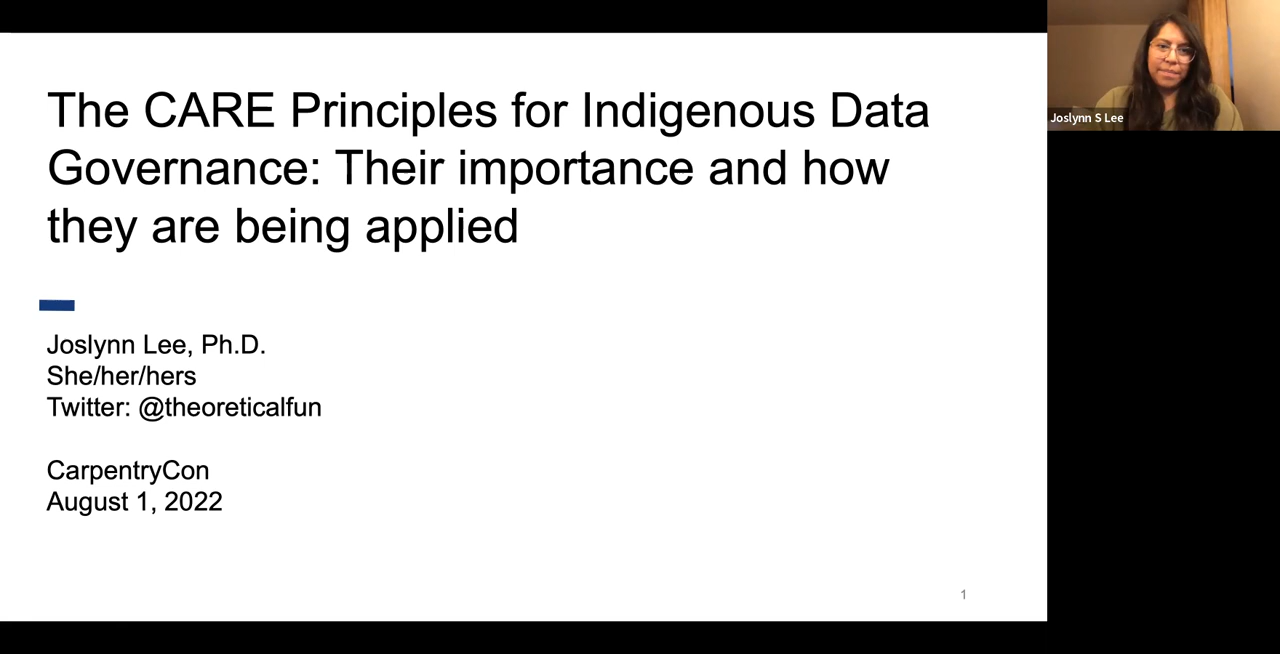 The CARE Principles for Indigenous Data
Governance: Their importance and how
they are being applied
Joslynn Lee, Ph.D.
She/her/hers
Twitter: @theoreticalfun
CarpentryCon
August 1, 2022
1
Joslynn S Lee